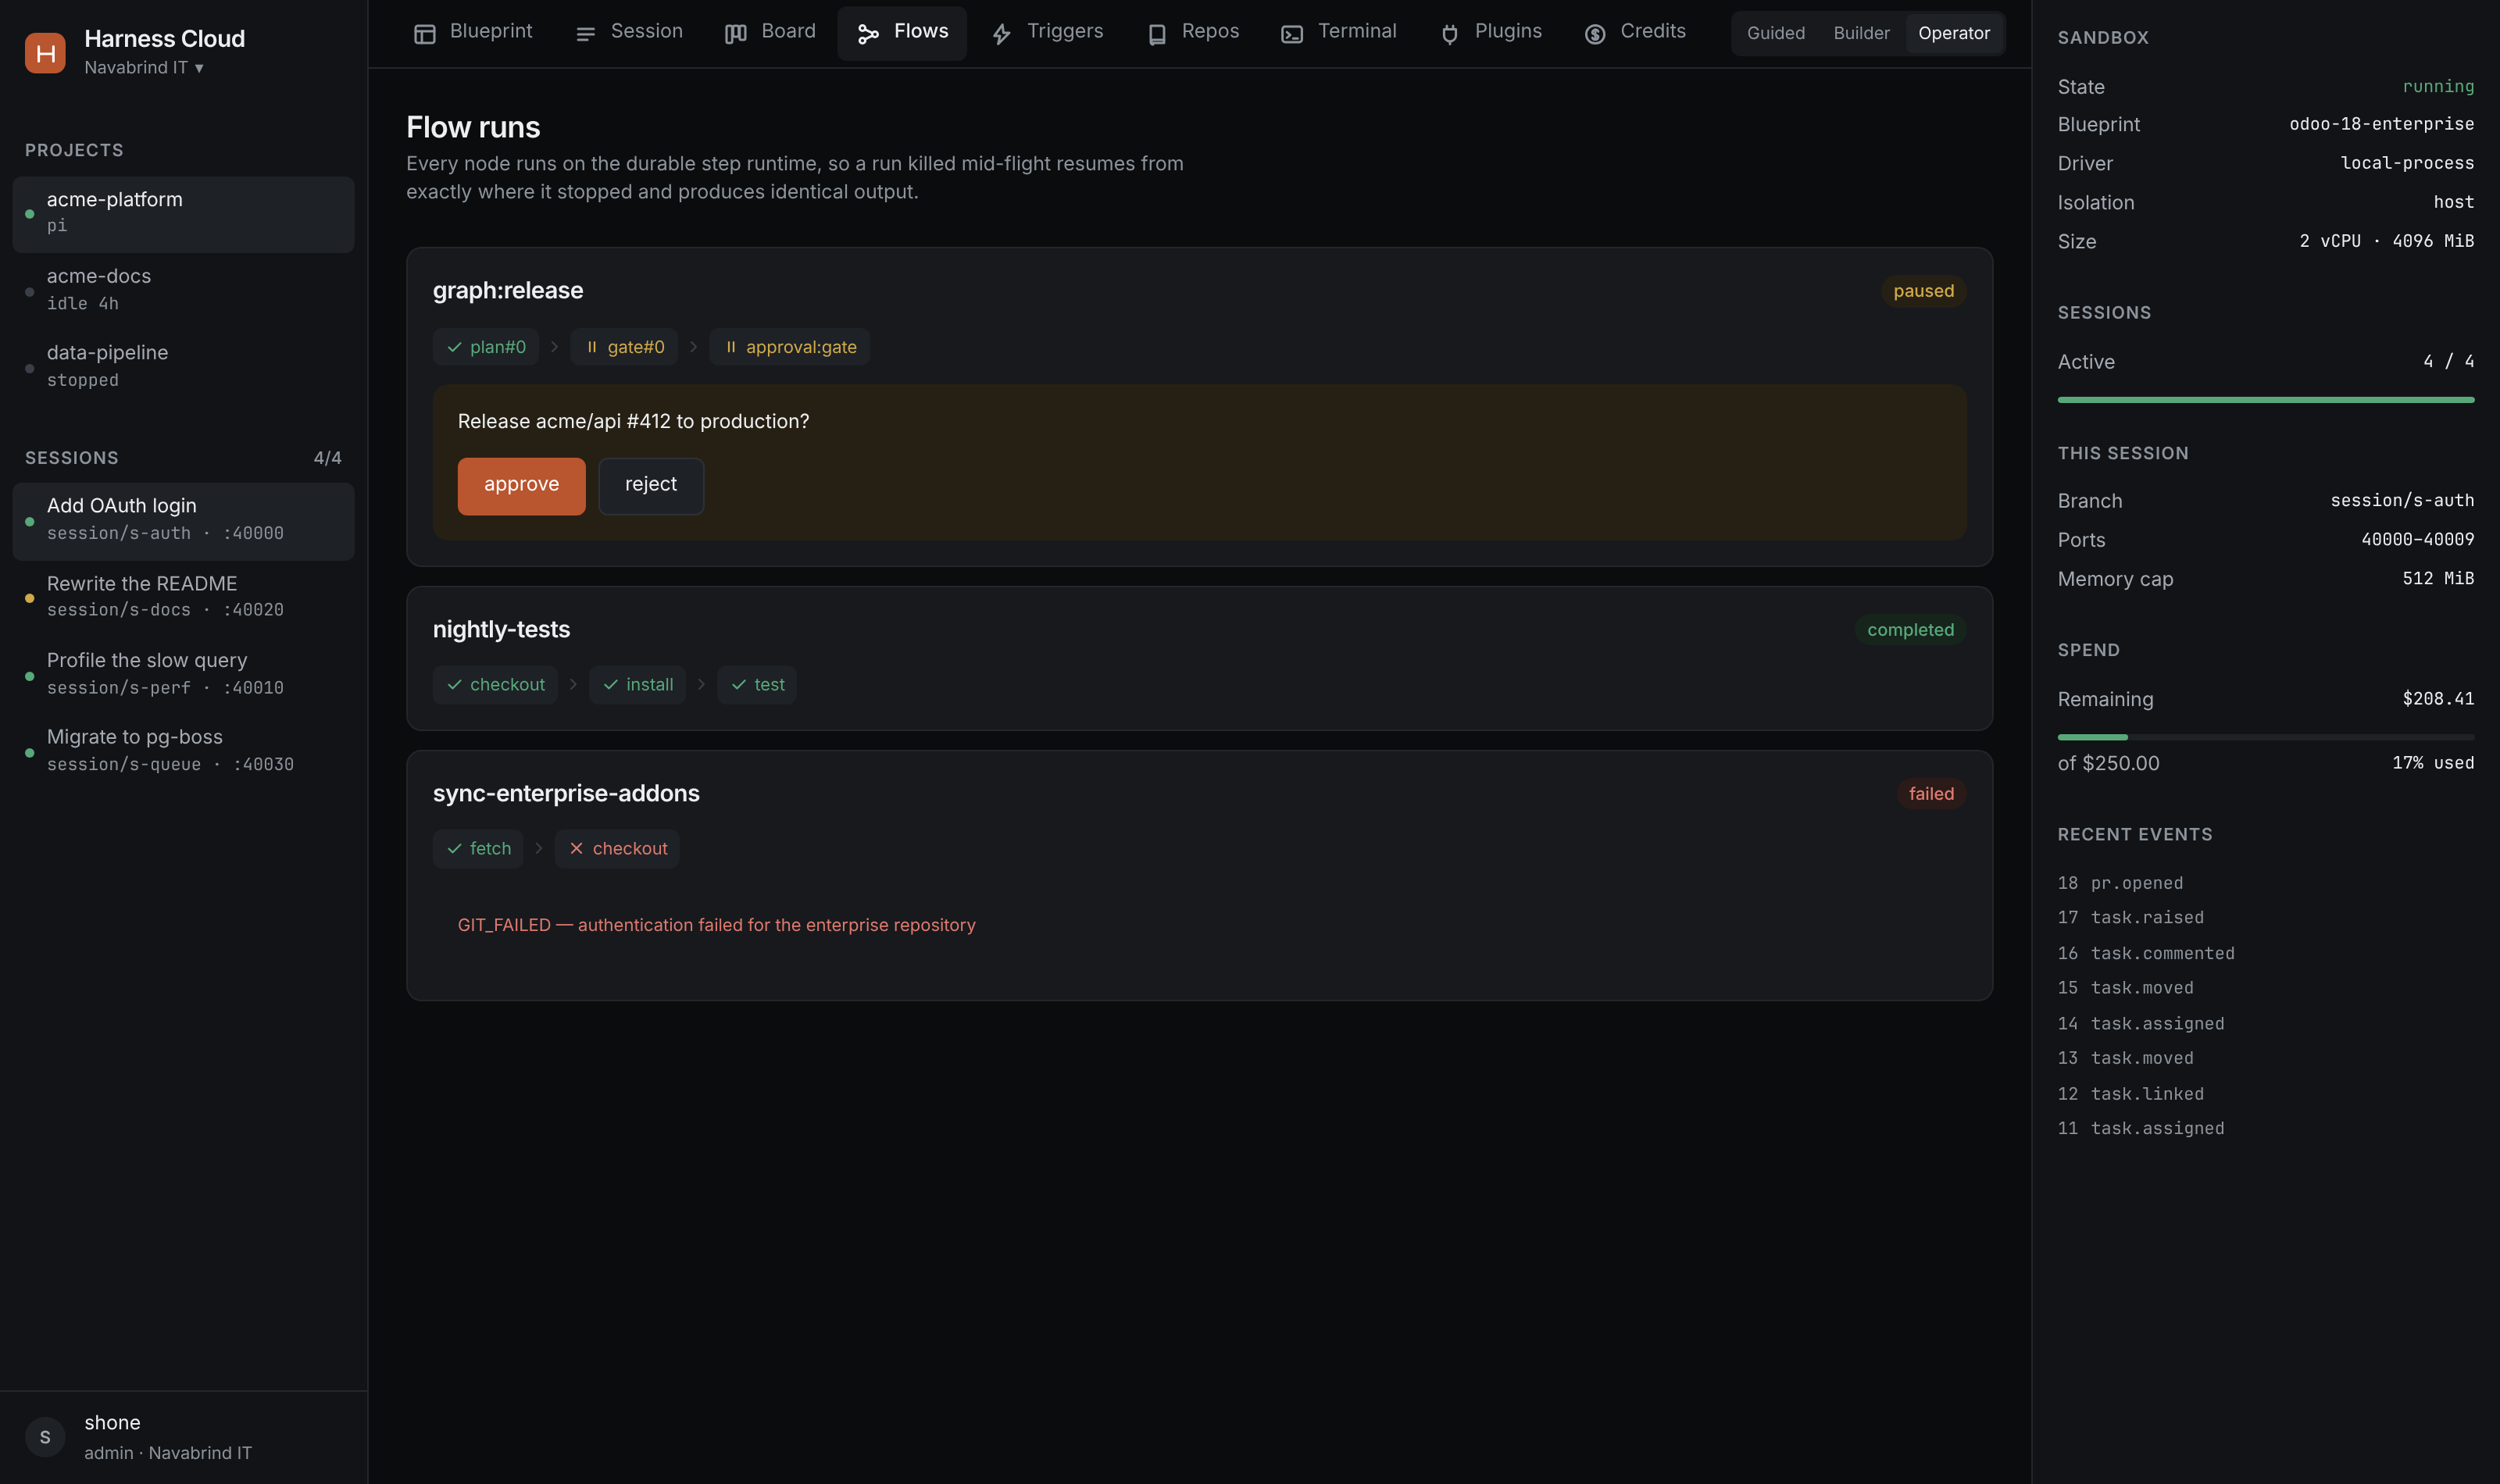 Harness Cloud
Navabrind IT ▾
PROJECTS
acme-platform
pi
acme-docs
idle 4h
data-pipeline
stopped
SESSIONS 4/4
Add OAuth login
session/s-auth · :40000
Rewrite the README
session/s-docs · :40020
Profile the slow query
session/s-perf · :40010
Migrate to pg-boss
session/s-queue · :40030
S
shone
admin · Navabrind IT
Blueprint Session Board Flows Triggers Repos Terminal Plugins Credits Guided Builder Operator
Flow runs
Every node runs on the durable step runtime, so a run killed mid-flight resumes from
exactly where it stopped and produces identical output.
graph:release paused
plan#0 gate#0 approval:gate
Release acme/api #412 to production?
approve reject
nightly-tests completed
checkout install test
sync-enterprise-addons failed
fetch checkout
GIT_FAILED — authentication failed for the enterprise repository
SANDBOX
State running
Blueprint odoo-18-enterprise
Driver local-process
Isolation host
Size 2 vCPU · 4096 MiB
SESSIONS
Active 4 / 4
THIS SESSION
Branch session/s-auth
Ports 40000–40009
Memory cap 512 MiB
SPEND
Remaining $208.41
of $250.00 17% used
RECENT EVENTS
18 pr.opened
17 task.raised
16 task.commented
15 task.moved
14 task.assigned
13 task.moved
12 task.linked
11 task.assigned